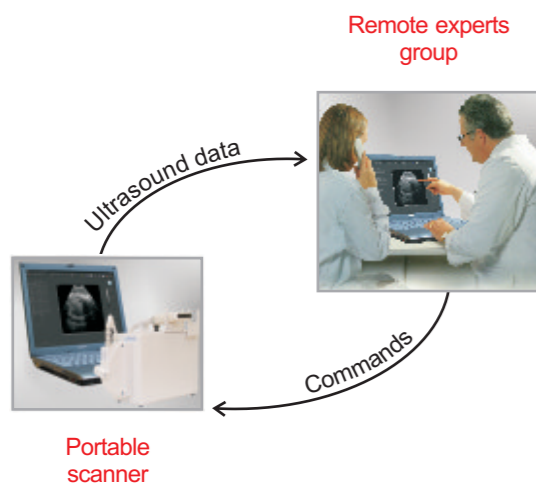 Remote experts
group
Ultrasound data
Commands
Portable
scanner